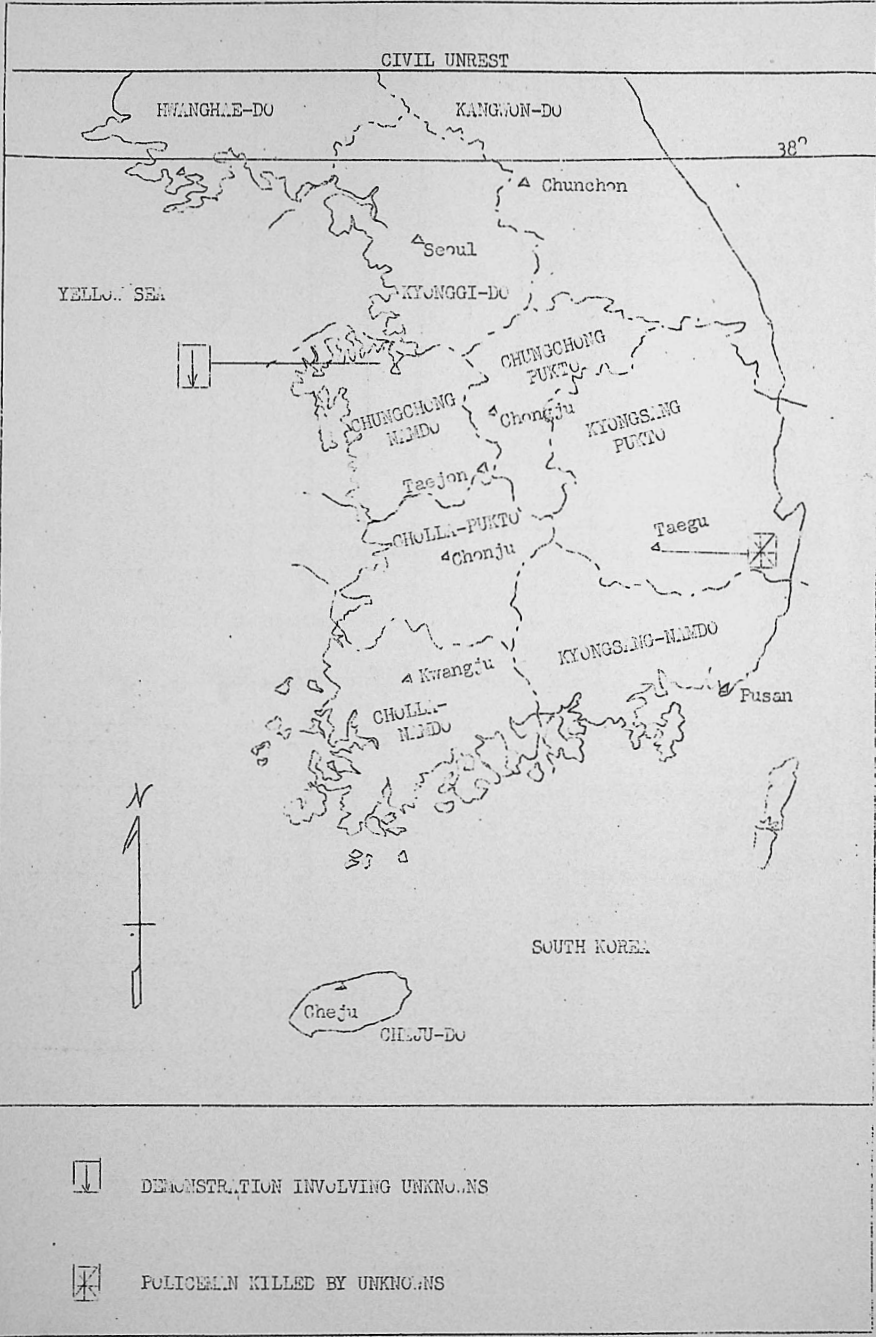 CIVIL UNREST
HWANGHAE-DO
KANGWON-DO
38°
Chunchon
Seoul
YELLOW SEA
KYONGGI-DO
CHUNGCHONG
PUKTO
CHUNGCHONG
NAMDO
Chongju
KYONGSANG
PUKTO
Taejon
CHOLLA-PUKTO
Chonju
Taegu
KYONGSANG-NAMDO
Kwangju
CHOLLA-
NAMDO
Pusan
N
SOUTH KOREA
Cheju
CHEJU-DO
DEMONSTRATION INVOLVING UNKNOWNS
POLICEMAN KILLED BY UNKNOWNS